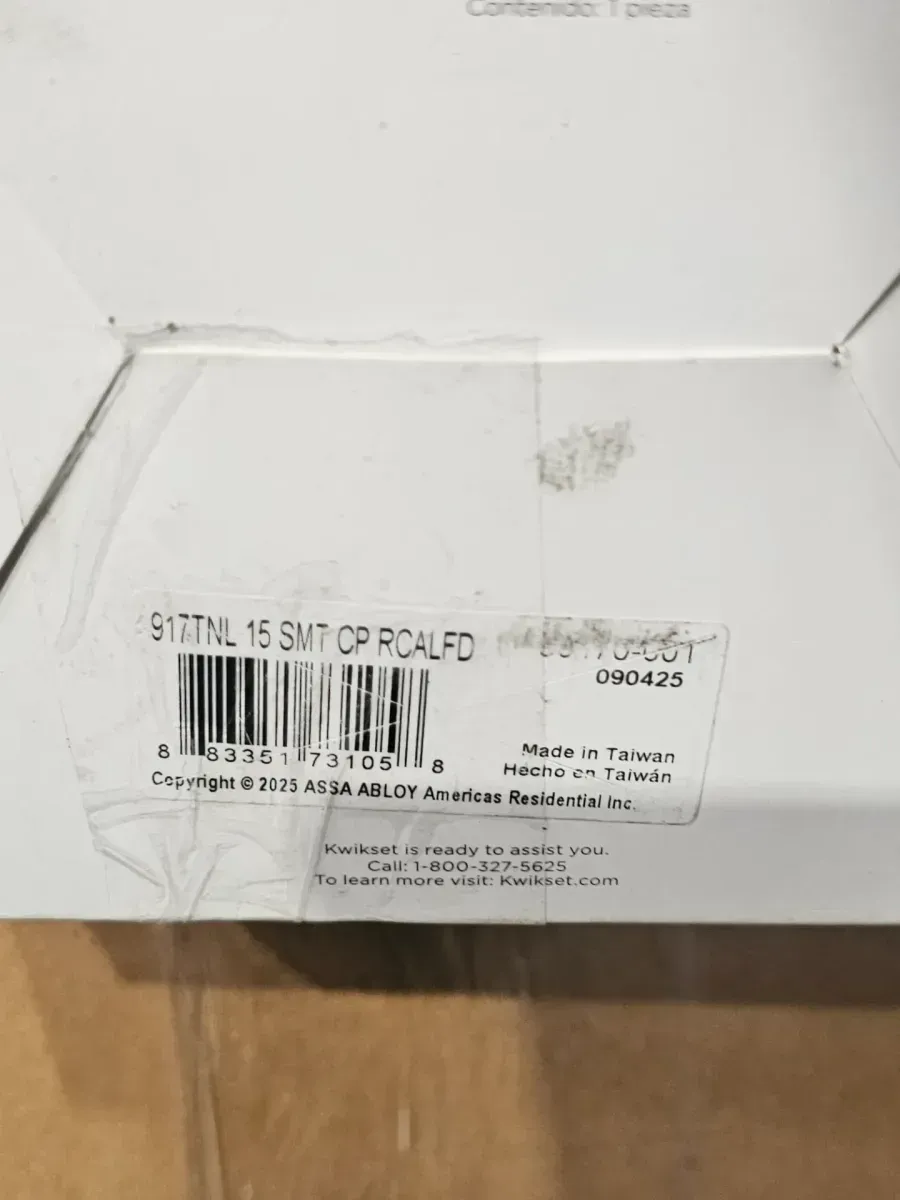 Contenido: 1 pieza
917TNL 15 SMT CP RCALFD
090425
8 83351 73105 8
Made in Taiwan
Hecho en Taiwán
Copyright © 2025 ASSA ABLOY Americas Residential Inc.
Kwikset is ready to assist you.
Call: 1-800-327-5625
To learn more visit: Kwikset.com